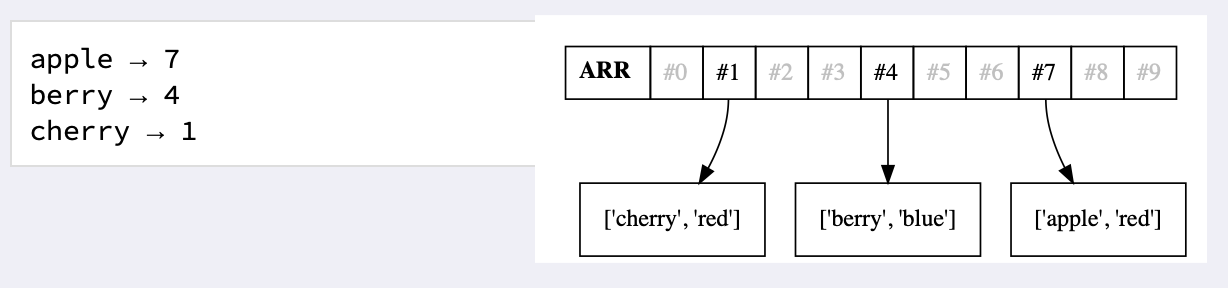 apple → 7
berry → 4
cherry → 1
ARR #0 #1 #2 #3 #4 #5 #6 #7 #8 #9
['cherry', 'red'] ['berry', 'blue'] ['apple', 'red']